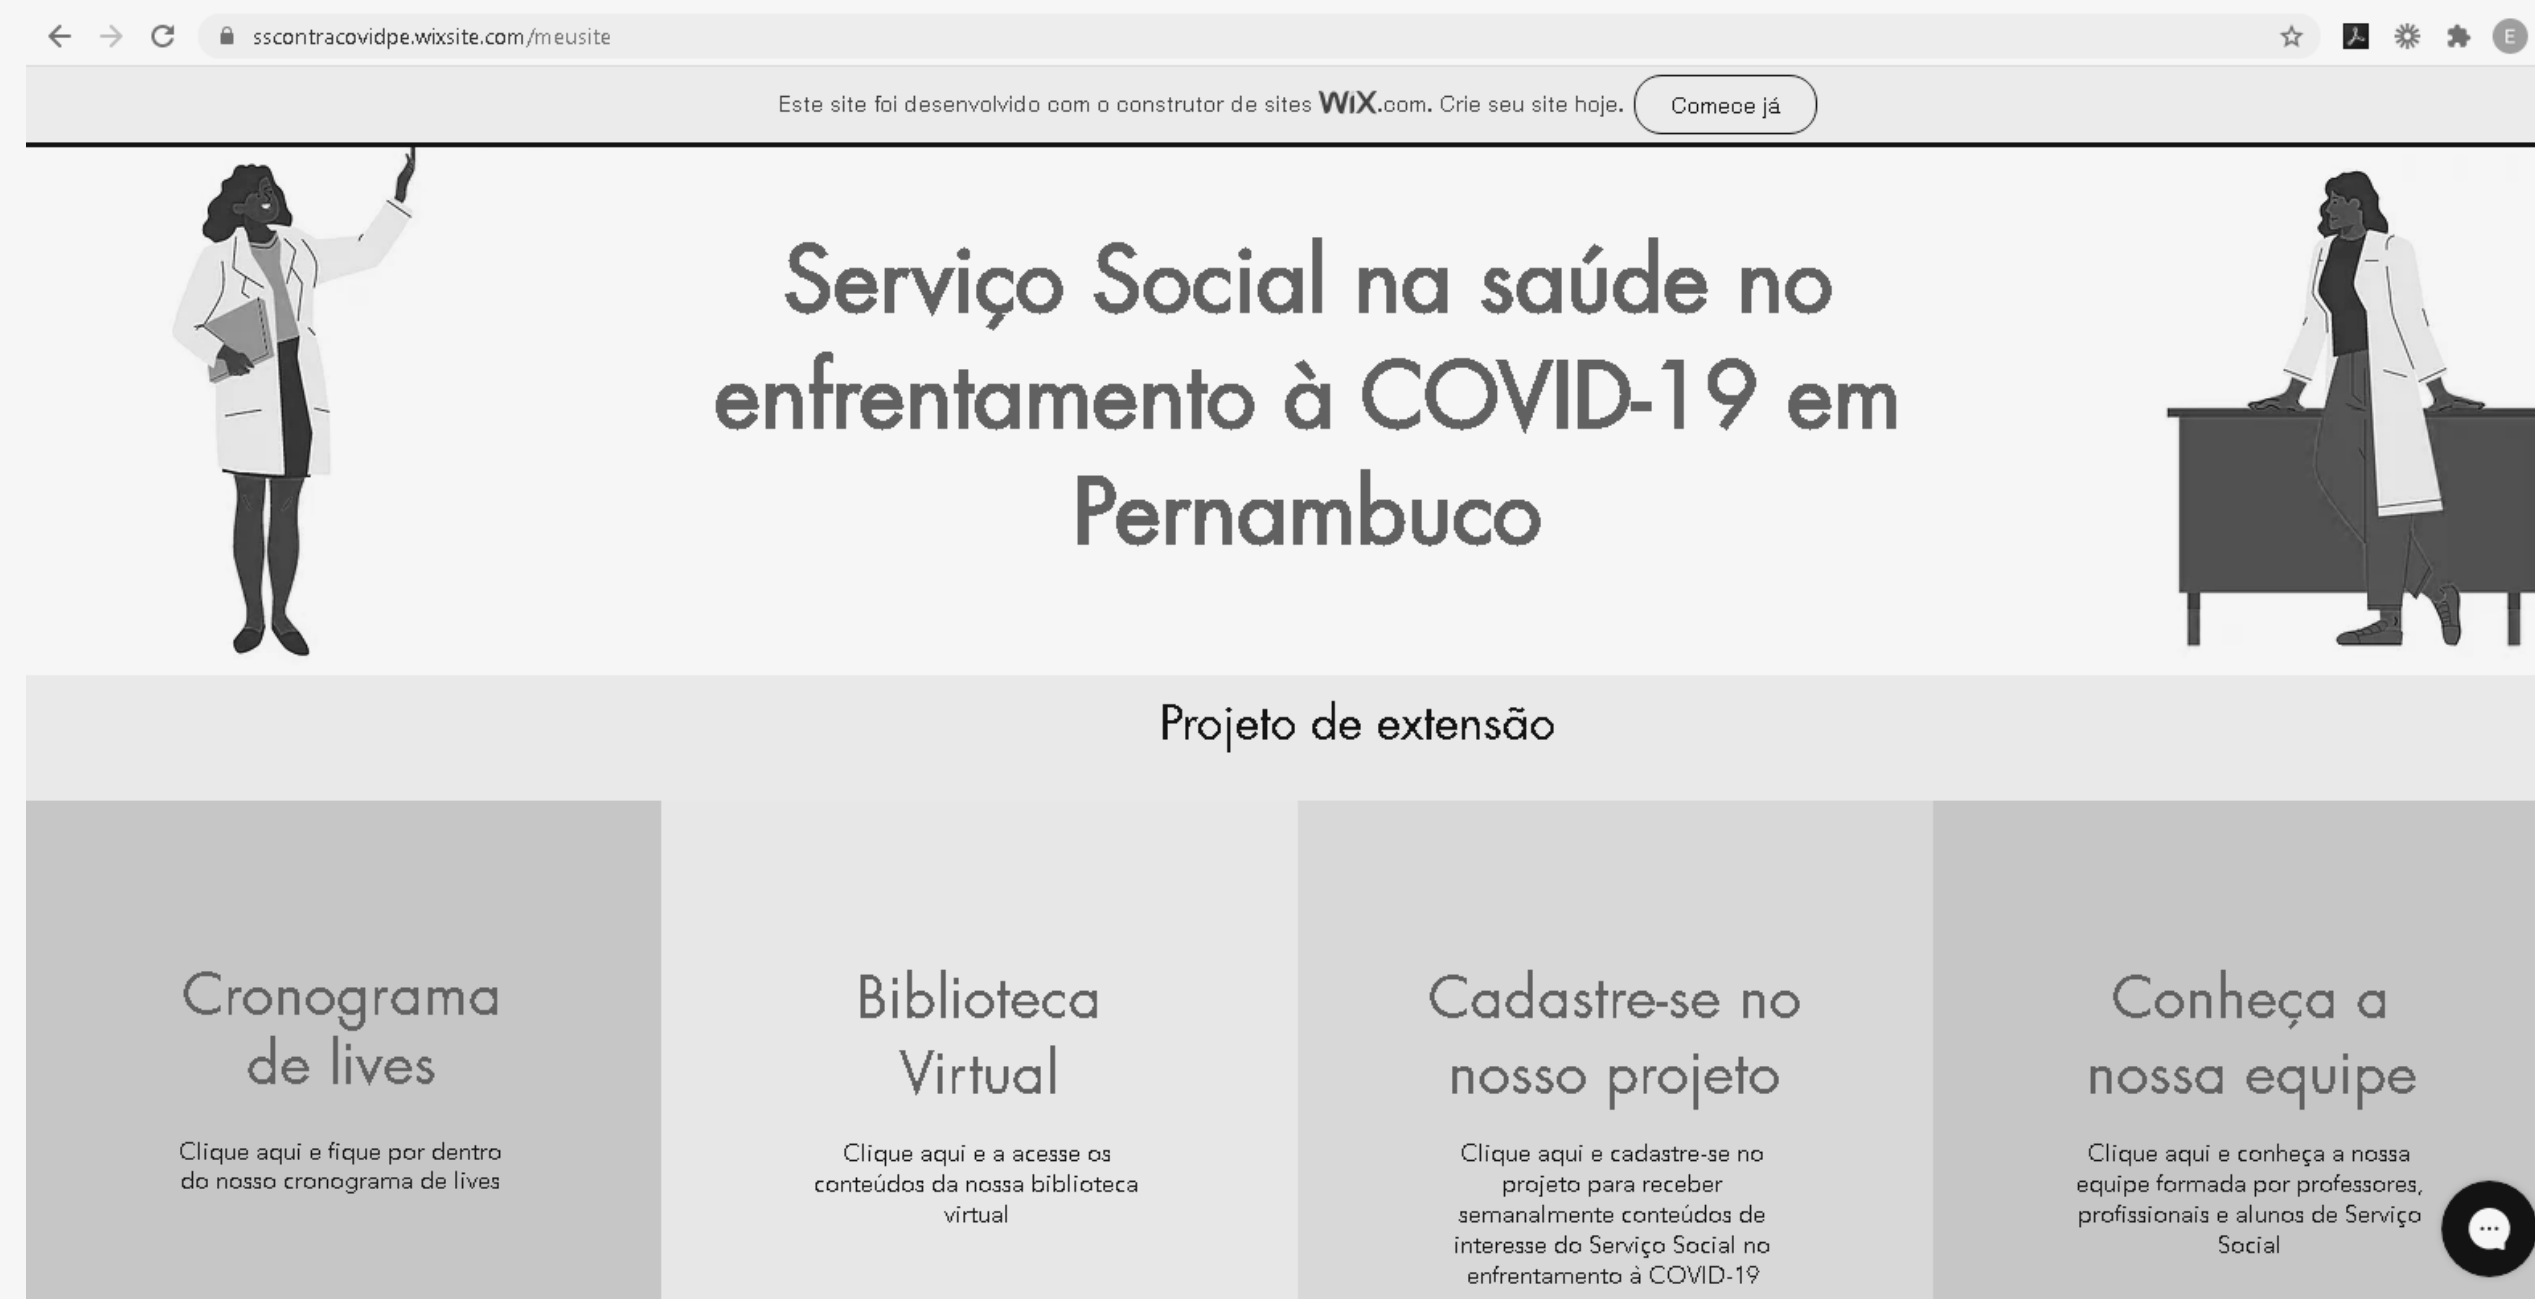 sscontracovidpe.wixsite.com/meusite
E
Este site foi desenvolvido com o construtor de sites WiX.com. Crie seu site hoje. Comece já
Serviço Social na saúde no
enfrentamento à COVID-19 em
Pernambuco
Projeto de extensão
Cronograma
de lives
Clique aqui e fique por dentro
do nosso cronograma de lives
Biblioteca
Virtual
Clique aqui e a acesse os
conteúdos da nossa biblioteca
virtual
Cadastre-se no
nosso projeto
Clique aqui e cadastre-se no
projeto para receber
semanalmente conteúdos de
interesse do Serviço Social no
enfrentamento à COVID-19
Conheça a
nossa equipe
Clique aqui e conheça a nossa
equipe formada por professores,
profissionais e alunos de Serviço
Social